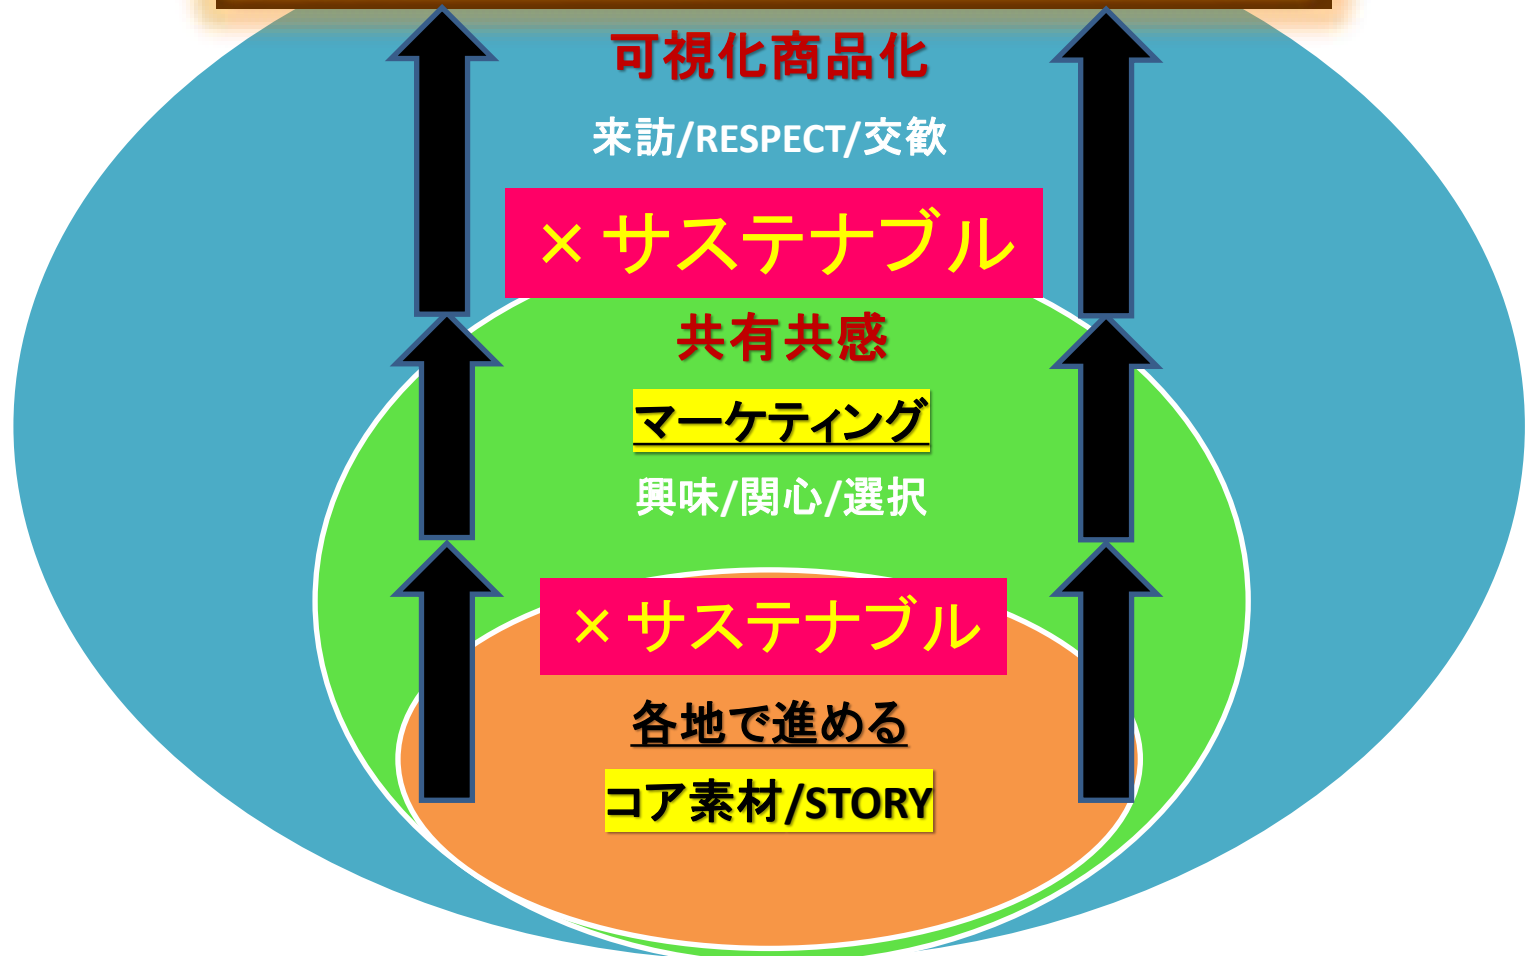 可視化商品化
来訪/RESPECT/交歓
×サステナブル
共有共感
マーケティング
興味/関心/選択
×サステナブル
各地で進める
コア素材/STORY